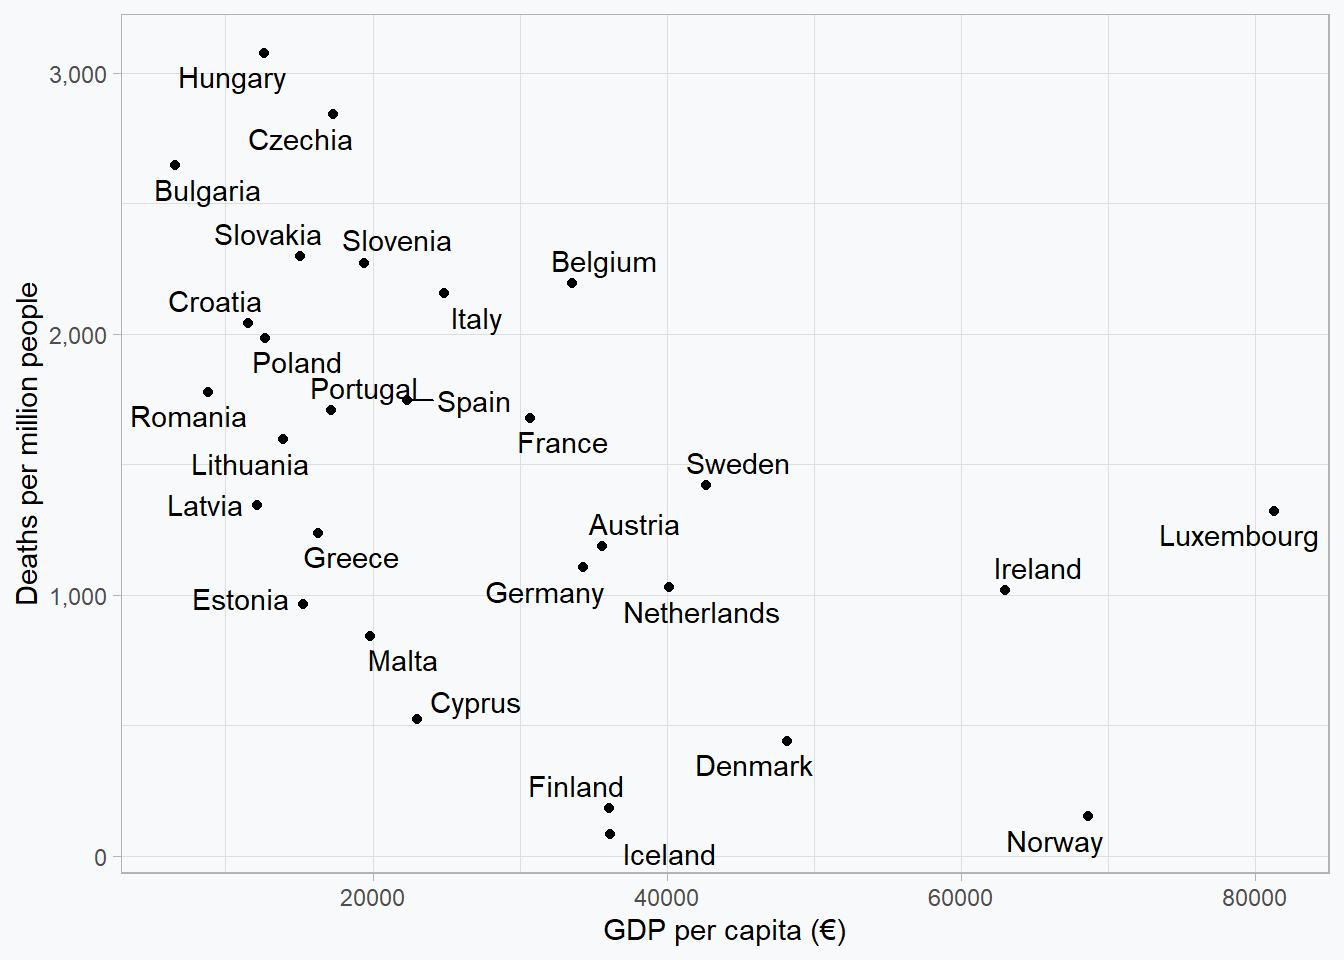 3,000
2,000
1,000
0
Deaths per million people
Hungary
Czechia
Bulgaria
Slovakia
Slovenia
Belgium
Croatia
Italy
Poland
Portugal
Spain
Romania
France
Lithuania
Sweden
Latvia
Austria
Luxembourg
Greece
Ireland
Germany
Estonia
Netherlands
Malta
Cyprus
Denmark
Finland
Norway
Iceland
20000
40000
60000
80000
GDP per capita (€)